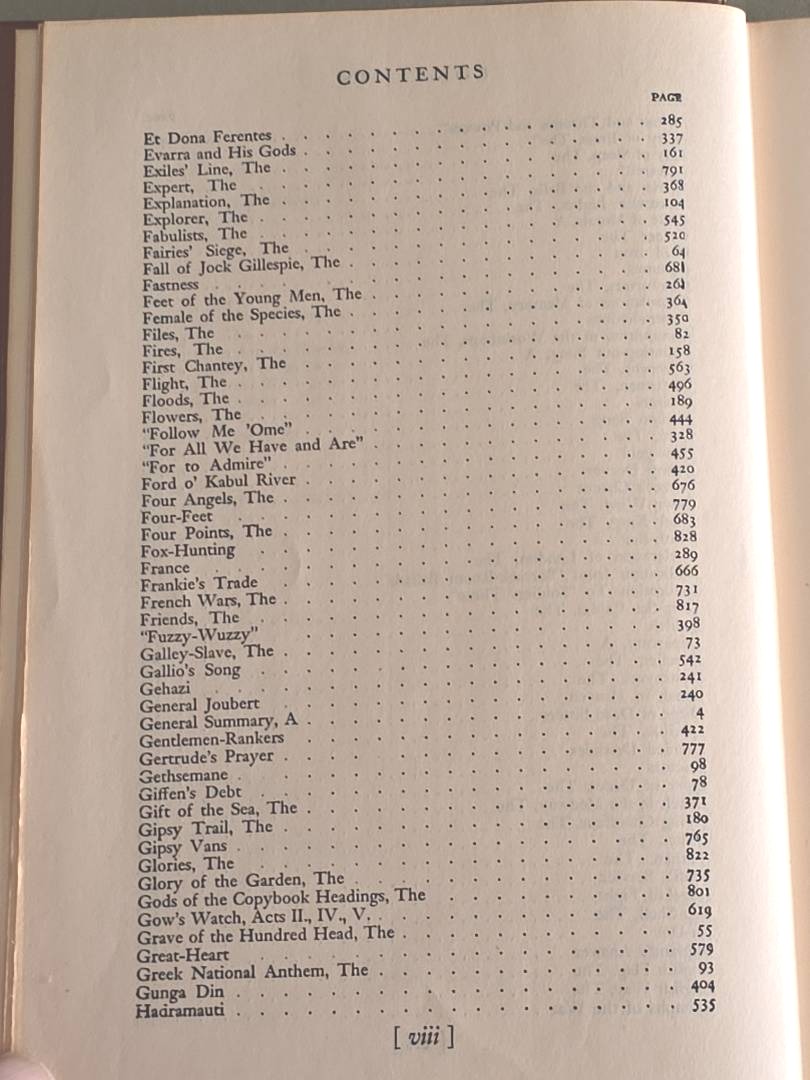 CONTENTS
PAGE
Et Dona Ferentes . . . . . . . . . . . . . . 285
Evarra and His Gods . . . . . . . . . . . . . 337
Exiles' Line, The . . . . . . . . . . . . . . 161
Expert, The . . . . . . . . . . . . . . 791
Explanation, The . . . . . . . . . . . . . . 368
Explorer, The . . . . . . . . . . . . . . 104
Fabulists, The . . . . . . . . . . . . . . 545
Fairies' Siege, The . . . . . . . . . . . . . 520
Fall of Jock Gillespie, The . . . . . . . . . . . . 64
Fastness . . . . . . . . . . . . . . 681
Feet of the Young Men, The . . . . . . . . . . . 261
Female of the Species, The . . . . . . . . . . . . 364
Files, The . . . . . . . . . . . . . . 350
Fires, The . . . . . . . . . . . . . . 82
First Chantey, The . . . . . . . . . . . . . 158
Flight, The . . . . . . . . . . . . . . 563
Floods, The . . . . . . . . . . . . . . 496
Flowers, The . . . . . . . . . . . . . . 189
"Follow Me 'Ome" . . . . . . . . . . . . . 444
"For All We Have and Are" . . . . . . . . . . . 328
"For to Admire" . . . . . . . . . . . . . 455
Ford o' Kabul River . . . . . . . . . . . . . 420
Four Angels, The . . . . . . . . . . . . . 676
Four-Feet . . . . . . . . . . . . . . 779
Four Points, The . . . . . . . . . . . . . 683
Fox-Hunting . . . . . . . . . . . . . . 828
France . . . . . . . . . . . . . . 289
Frankie's Trade . . . . . . . . . . . . . 666
French Wars, The . . . . . . . . . . . . . 731
Friends, The . . . . . . . . . . . . . . 817
"Fuzzy-Wuzzy" . . . . . . . . . . . . . 398
Galley-Slave, The . . . . . . . . . . . . . 73
Gallio's Song . . . . . . . . . . . . . . 542
Gehazi . . . . . . . . . . . . . . 241
General Joubert . . . . . . . . . . . . . 240
General Summary, A . . . . . . . . . . . . . 4
Gentlemen-Rankers . . . . . . . . . . . . . 422
Gertrude's Prayer . . . . . . . . . . . . . 777
Gethsemane . . . . . . . . . . . . . . 98
Giffen's Debt . . . . . . . . . . . . . . 78
Gift of the Sea, The . . . . . . . . . . . . . 371
Gipsy Trail, The . . . . . . . . . . . . . 180
Gipsy Vans . . . . . . . . . . . . . . 765
Glories, The . . . . . . . . . . . . . . 822
Glory of the Garden, The . . . . . . . . . . . . 735
Gods of the Copybook Headings, The . . . . . . . . . 801
Gow's Watch, Acts II., IV., V. . . . . . . . . . . . 619
Grave of the Hundred Head, The . . . . . . . . . . 55
Great-Heart . . . . . . . . . . . . . . 579
Greek National Anthem, The . . . . . . . . . . . 93
Gunga Din . . . . . . . . . . . . . . 404
Hadramauti . . . . . . . . . . . . . . 535
[ viii ]